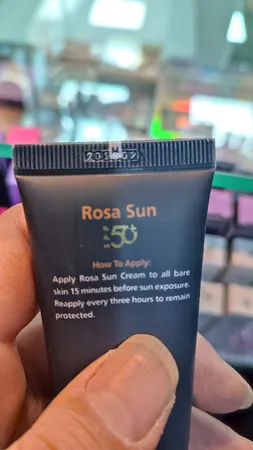 Rosa Sun
50+
How To Apply:
Apply Rosa Sun Cream to all bare
skin 15 minutes before sun exposure.
Reapply every three hours to remain
protected.